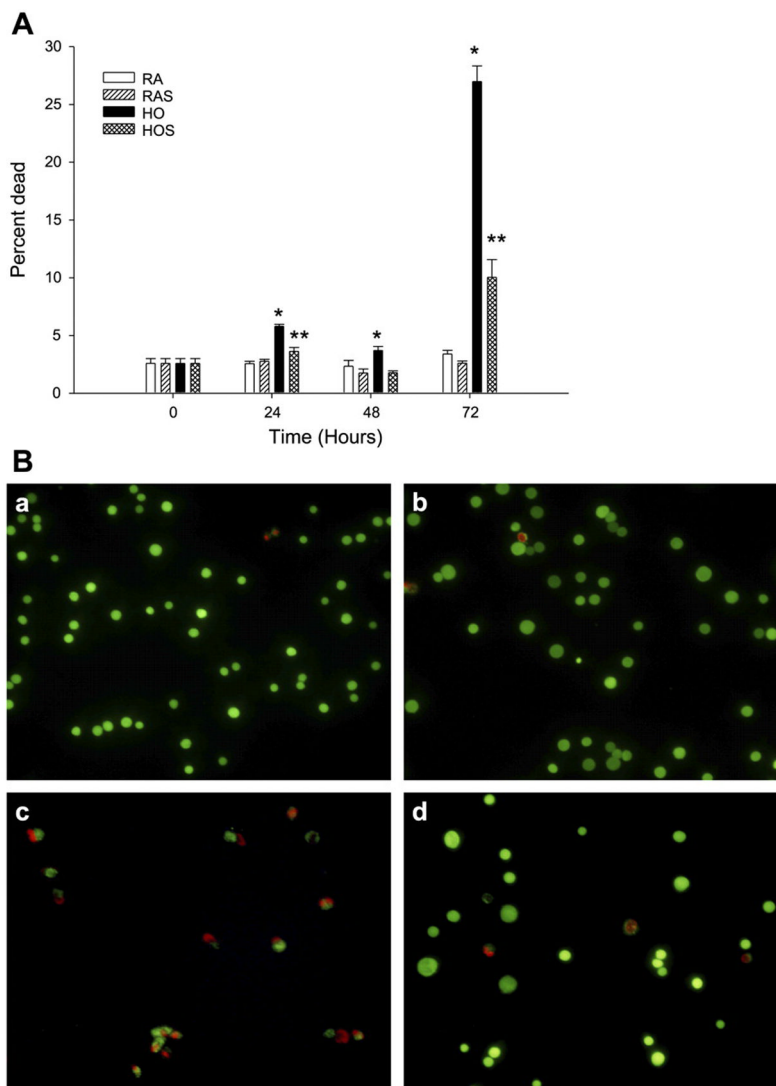 A
30
25
20
15
10
5
0
Percent dead
RA
RAS
HO
HOS
*
**
*
*
**
0 24 48 72
Time (Hours)
B
a
b
c
d